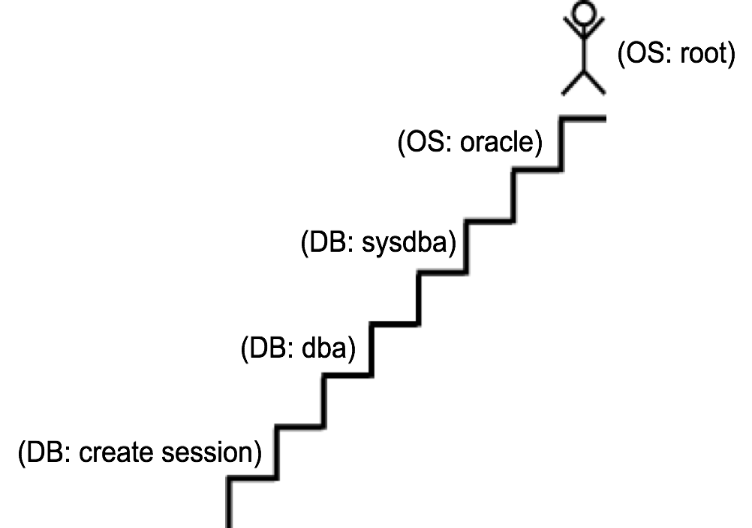 (OS: root)
(OS: oracle)
(DB: sysdba)
(DB: dba)
(DB: create session)